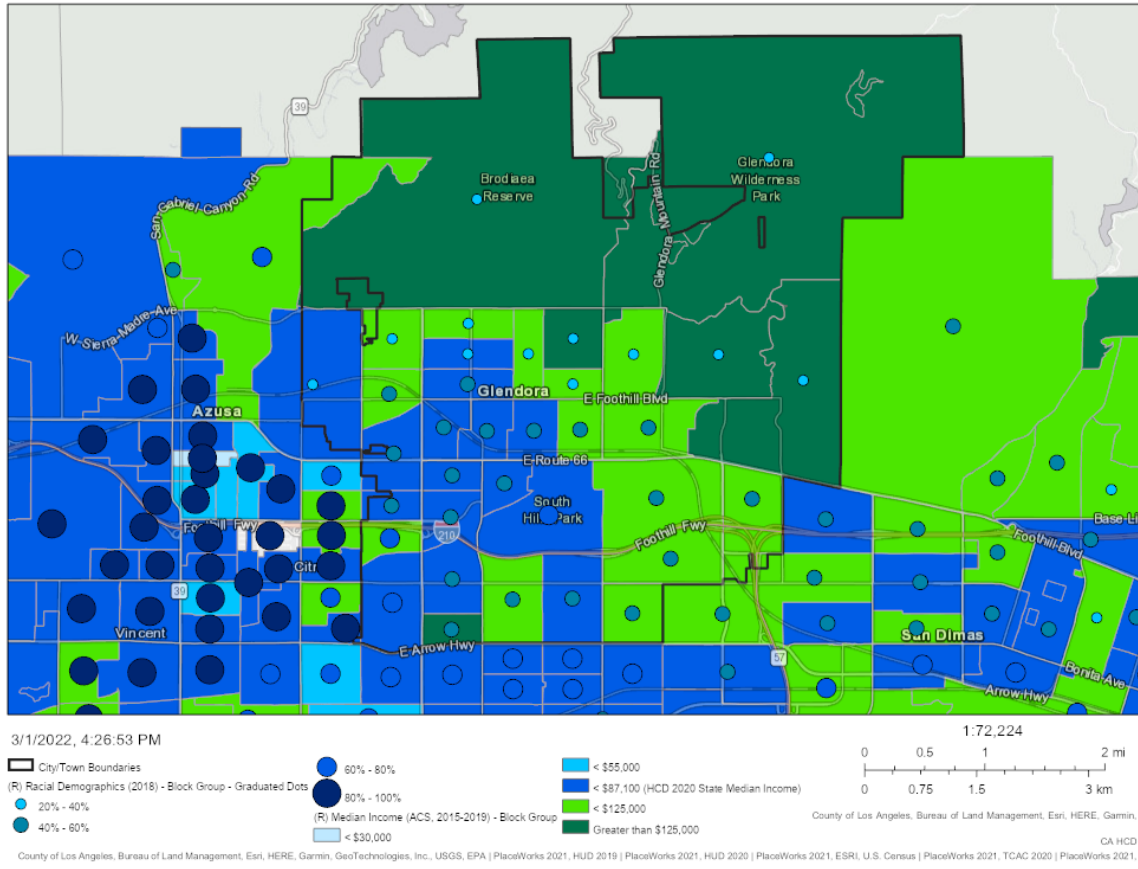 39
San Gabriel Canyon Rd
Brodiaea
Reserve
Glendora Mountain Rd
Glendora
Wilderness
Park
W Sierra Madre Ave
Azusa
Glendora
E Foothill Blvd
E Route 66
South
Hills Park
Foothill Fwy
210
Foothill Fwy
Base Li
Foothill Blvd
Citr
39
Vincent
E Arrow Hwy
San Dimas
57
Bonita Ave
Arrow Hwy
3/1/2022, 4:26:53 PM
City/Town Boundaries
(R) Racial Demographics (2018) - Block Group - Graduated Dots
20% - 40%
40% - 60%
60% - 80%
80% - 100%
(R) Median Income (ACS, 2015-2019) - Block Group
< $30,000
< $55,000
< $87,100 (HCD 2020 State Median Income)
< $125,000
Greater than $125,000
1:72,224
0 0.5 1 2 mi
0 0.75 1.5 3 km
County of Los Angeles, Bureau of Land Management, Esri, HERE, Garmin,
CA HCD
County of Los Angeles, Bureau of Land Management, Esri, HERE, Garmin, GeoTechnologies, Inc., USGS, EPA | PlaceWorks 2021, HUD 2019 | PlaceWorks 2021, HUD 2020 | PlaceWorks 2021, ESRI, U.S. Census | PlaceWorks 2021, TCAC 2020 | PlaceWorks 2021,